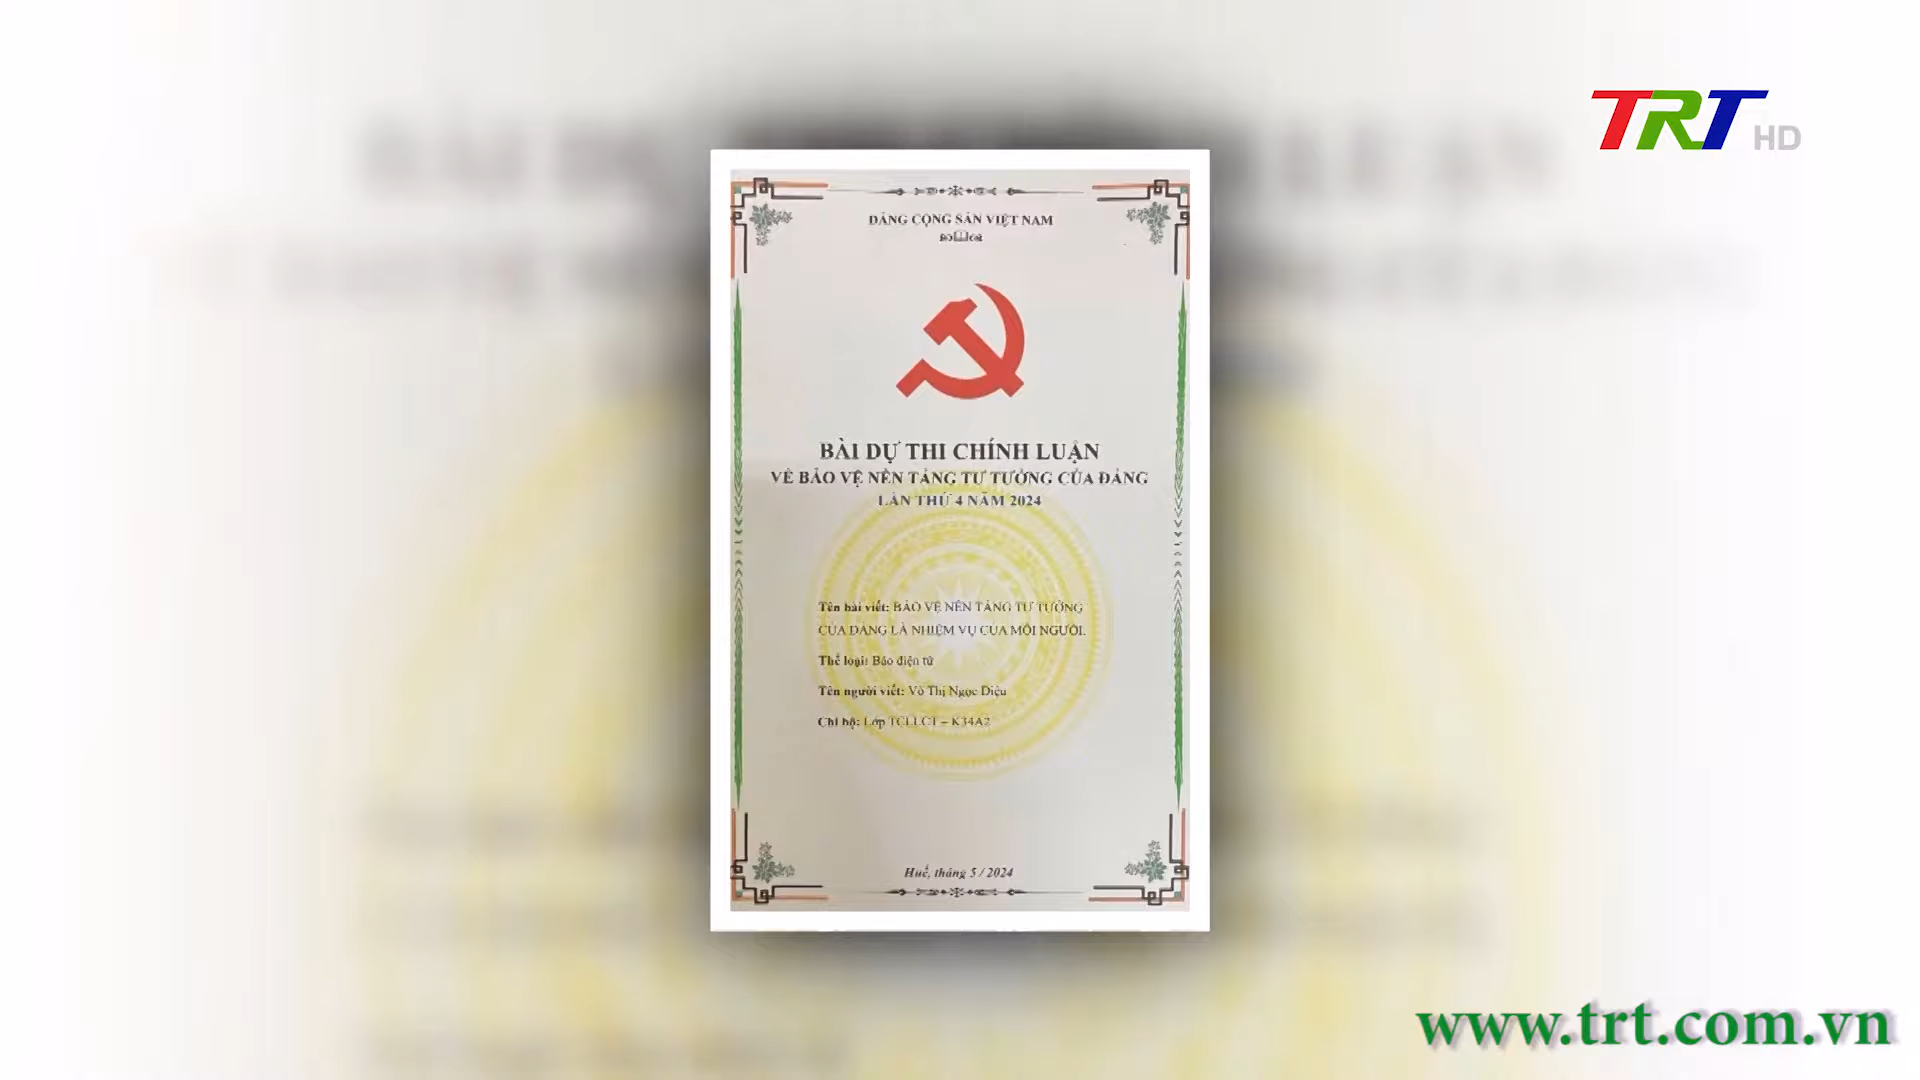 TRT HD
ĐẢNG CỘNG SẢN VIỆT NAM
BÀI DỰ THI CHÍNH LUẬN
VỀ BẢO VỆ NỀN TẢNG TƯ TƯỞNG CỦA ĐẢNG
LẦN THỨ 4 NĂM 2024
Tên bài viết: BẢO VỆ NỀN TẢNG TƯ TƯỞNG
CỦA ĐẢNG LÀ NHIỆM VỤ CỦA MỖI NGƯỜI.
Thể loại: Báo điện tử
Tên người viết: Võ Thị Ngọc Diệu
Chi bộ: Lớp TCLLCT – K34A2
Huế, tháng 5 / 2024
www.trt.com.vn